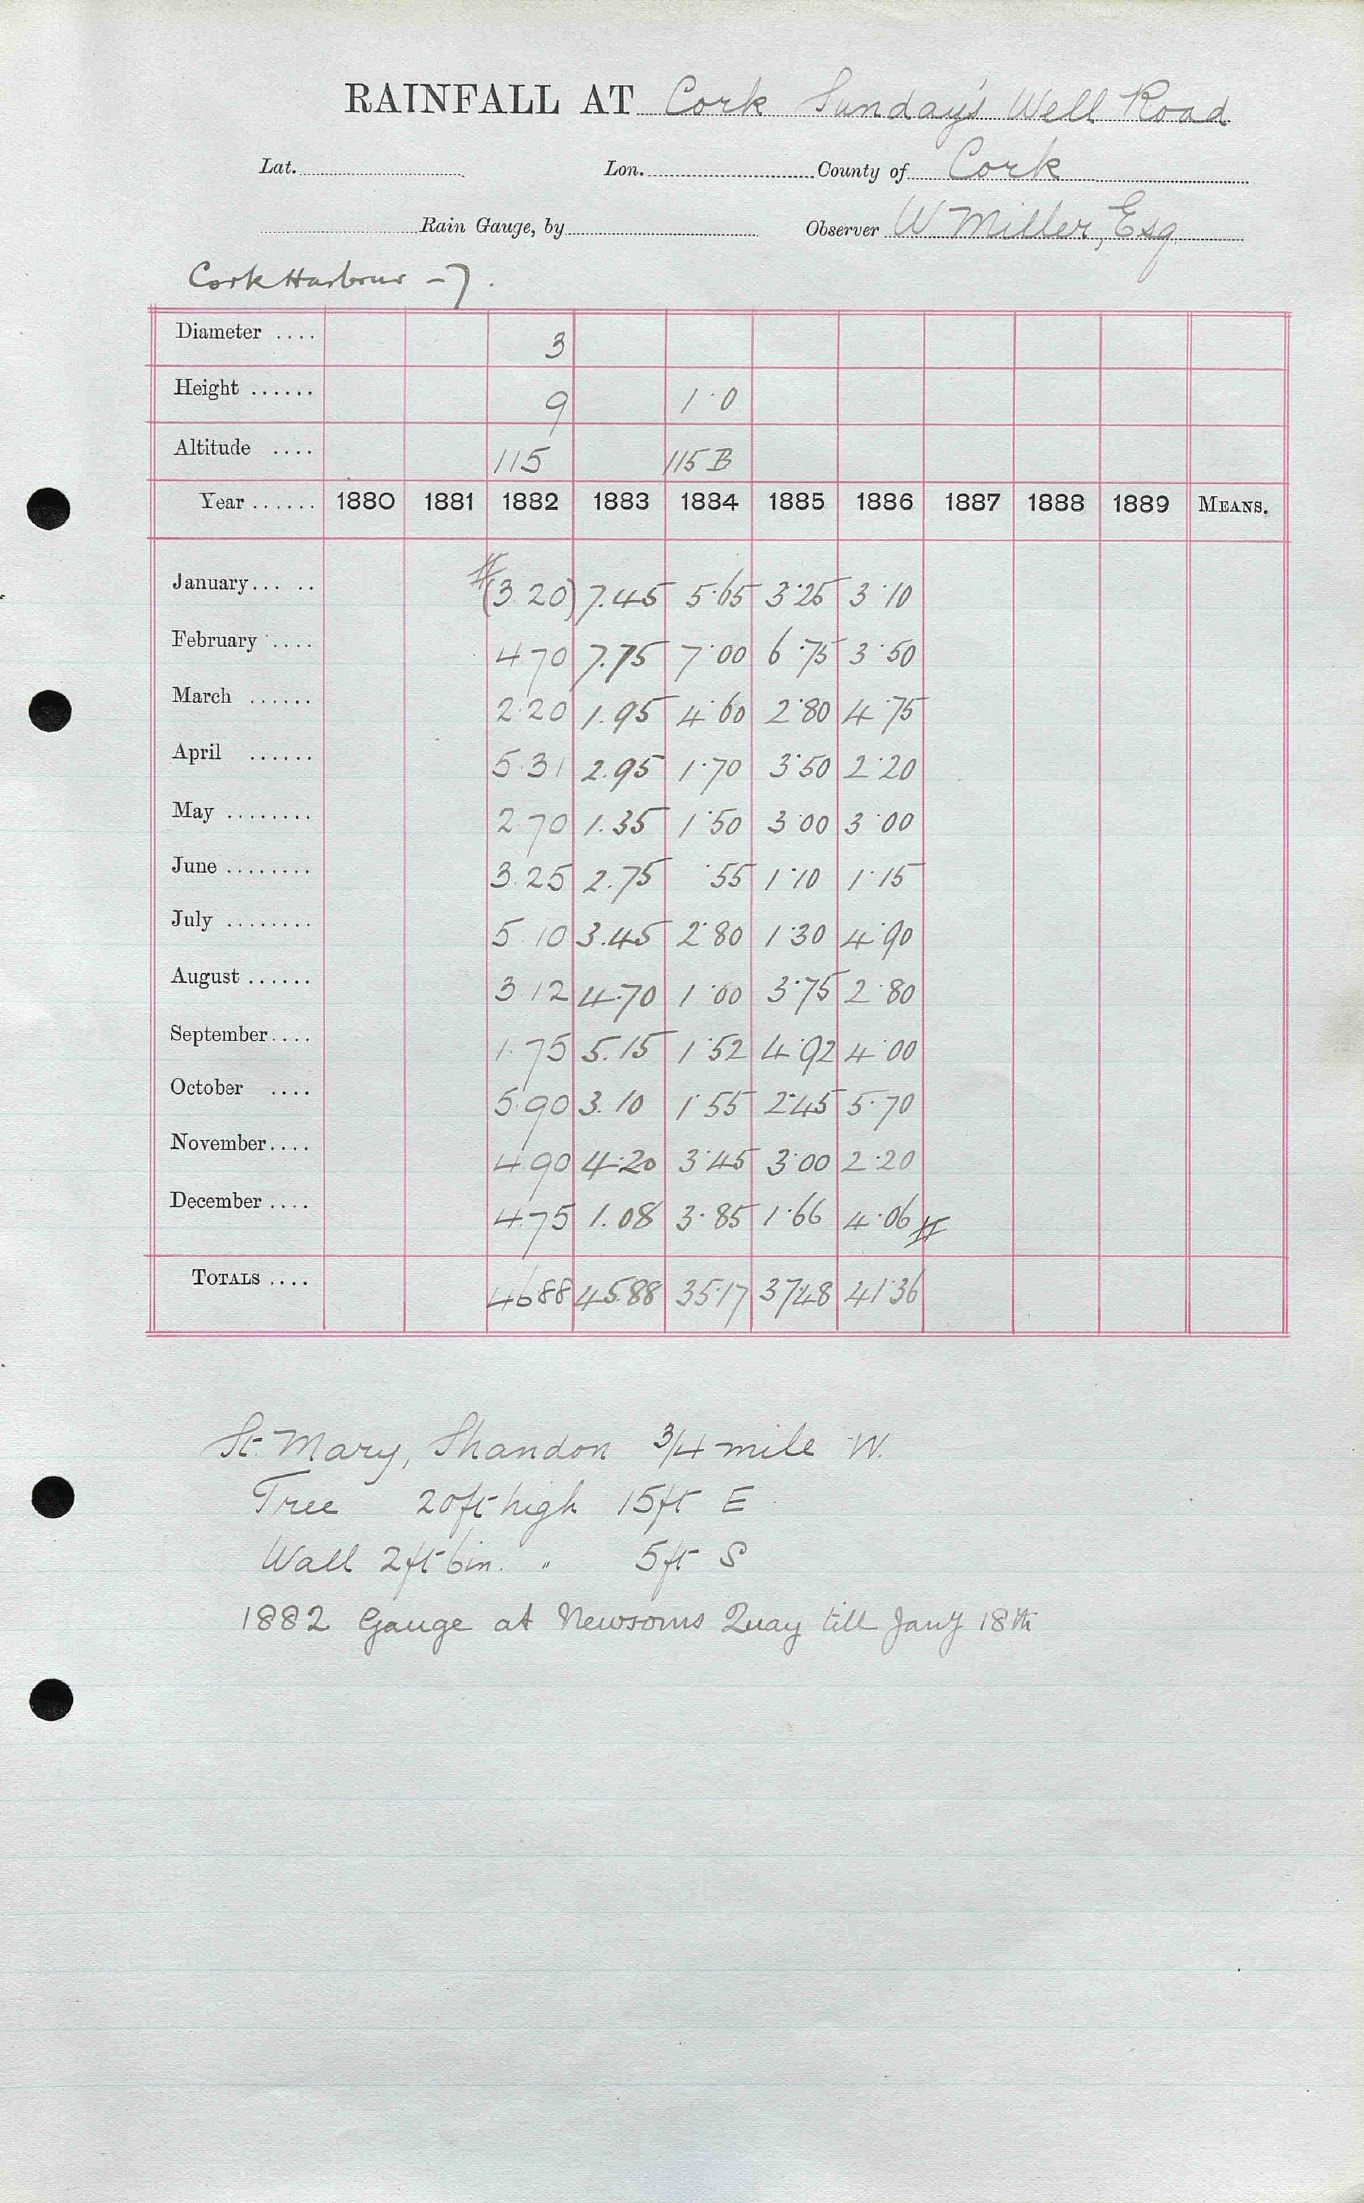 RAINFALL AT Cork Sunday's Well Road
Lat. Lon. County of Cork
Rain Gauge, by Observer W Miller, Esq
Cork Harbour - 7.
Diameter .... 3
Height ...... 9 1·0
Altitude .... 115 115 B
Year ...... 1880 1881 1882 1883 1884 1885 1886 1887 1888 1889 MEANS.
January... .. #(3.20) 7.45 5·65 3·25 3·10
February .... 4.70 7.75 7·00 6·75 3·50
March ...... 2.20 1.95 4·60 2·80 4·75
April ...... 5.31 2.95 1·70 3·50 2·20
May ........ 2.70 1.35 1·50 3·00 3·00
June ........ 3.25 2.75 ·55 1·10 1·15
July ........ 5.10 3.45 2·80 1·30 4·90
August ...... 3.12 4.70 1·00 3·75 2·80
September.... 1.75 5.15 1·52 4·92 4·00
October .... 5.90 3.10 1·55 2·45 5·70
November.... 4.90 4.20 3·45 3·00 2·20
December .... 4.75 1.08 3·85 1·66 4·06 #
TOTALS .... 46 88 45.88 35·17 37·48 41·36
St. Mary, Shandon 3/4 mile W.
Tree 20ft high 15ft E
Wall 2ft 6in. " 5ft S
1882 Gauge at Newsoms Quay till Jany 18th